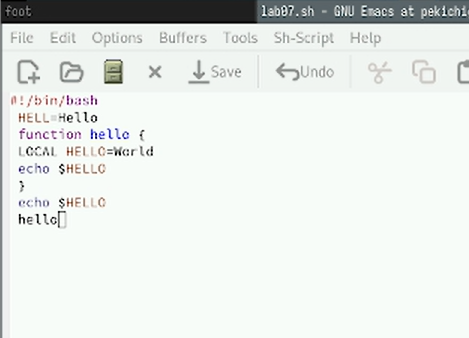 foot
lab07.sh - GNU Emacs at pekichi
File Edit Options Buffers Tools Sh-Script Help
Save Undo
#!/bin/bash
HELL=Hello
function hello {
LOCAL HELLO=World
echo $HELLO
}
echo $HELLO
hello